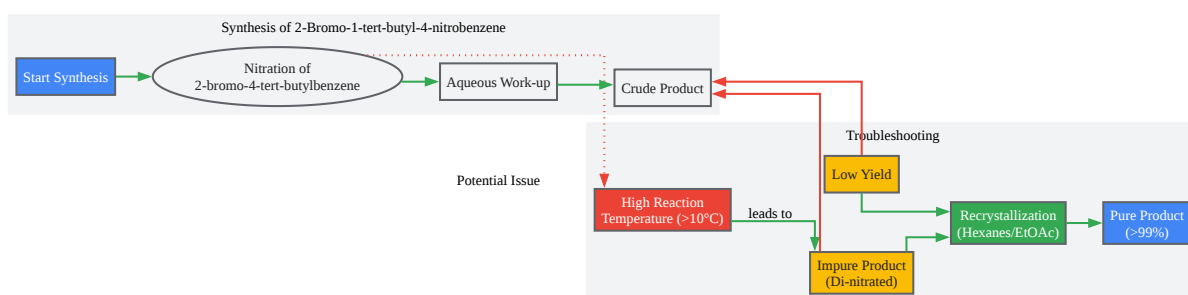 Synthesis of 2-Bromo-1-tert-butyl-4-nitrobenzene
Start Synthesis
Nitration of
2-bromo-4-tert-butylbenzene
Aqueous Work-up
Crude Product
Troubleshooting
Potential Issue
Low Yield
High Reaction
Temperature (>10°C)
leads to
Recrystallization
(Hexanes/EtOAc)
Pure Product
(>99%)
Impure Product
(Di-nitrated)